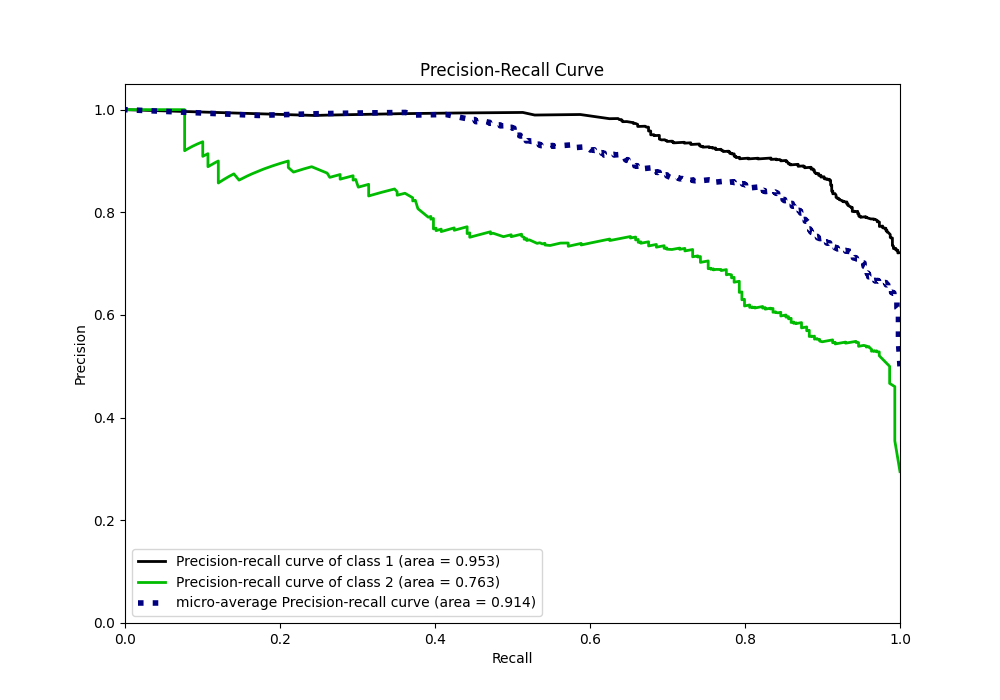 Precision-Recall Curve
1.0
0.8
0.6
0.4
0.2
0.0
Precision
Precision-recall curve of class 1 (area = 0.953)
Precision-recall curve of class 2 (area = 0.763)
micro-average Precision-recall curve (area = 0.914)
0.0 0.2 0.4 0.6 0.8 1.0
Recall